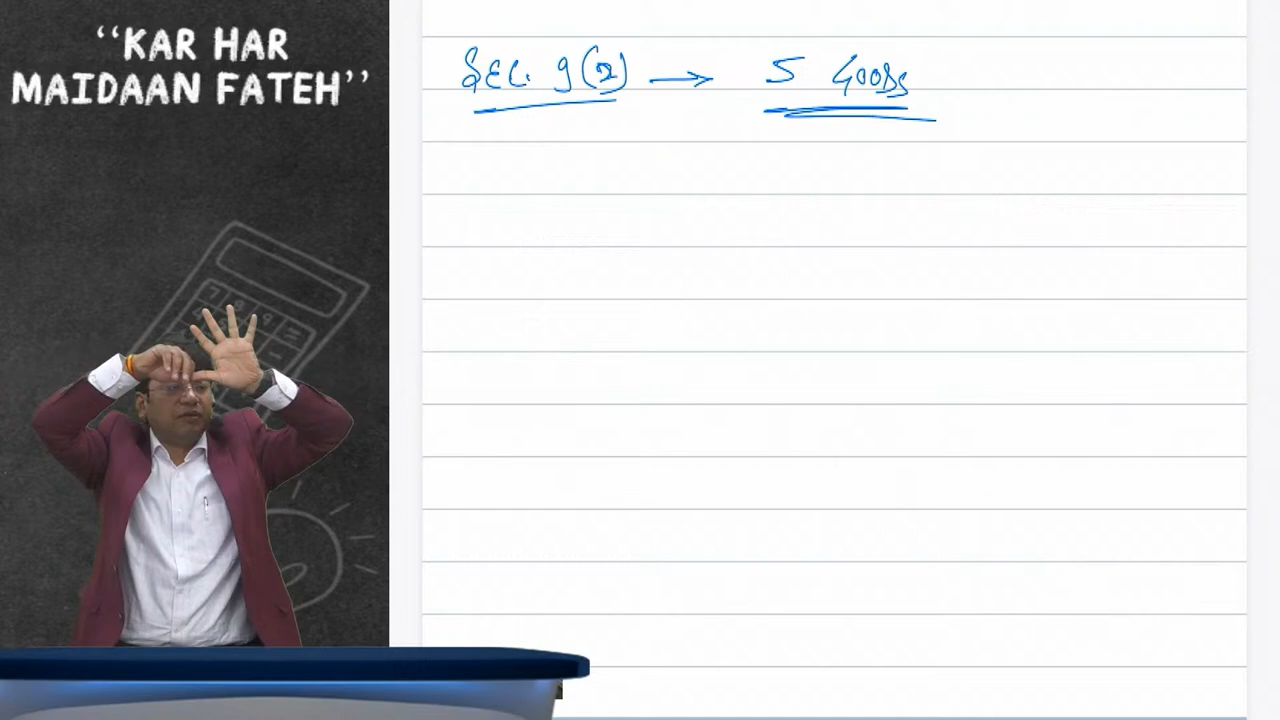 “KAR HAR
MAIDAAN FATEH”
SEC. 9(2) → 5 GOODS